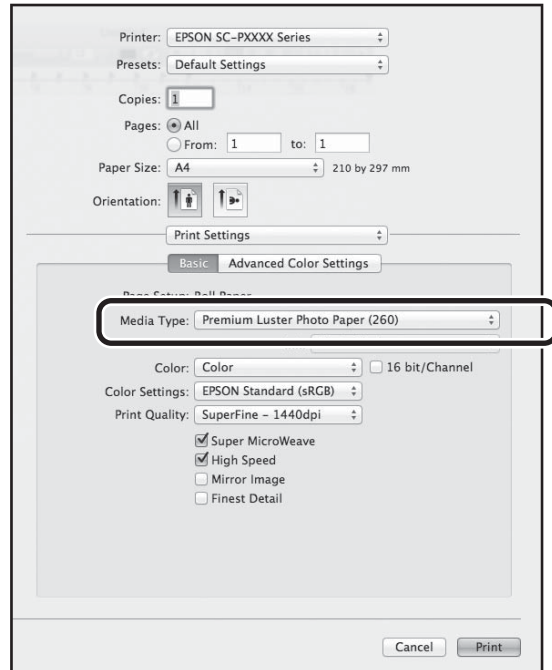 Printer: EPSON SC-PXXXX Series
Presets: Default Settings
Copies: 1
Pages: All
From: 1 to: 1
Paper Size: A4 210 by 297 mm
Orientation:
Print Settings
Basic Advanced Color Settings
Page Setup: Roll Paper
Media Type: Premium Luster Photo Paper (260)
Color: Color 16 bit/Channel
Color Settings: EPSON Standard (sRGB)
Print Quality: SuperFine – 1440dpi
Super MicroWeave
High Speed
Mirror Image
Finest Detail
Cancel Print